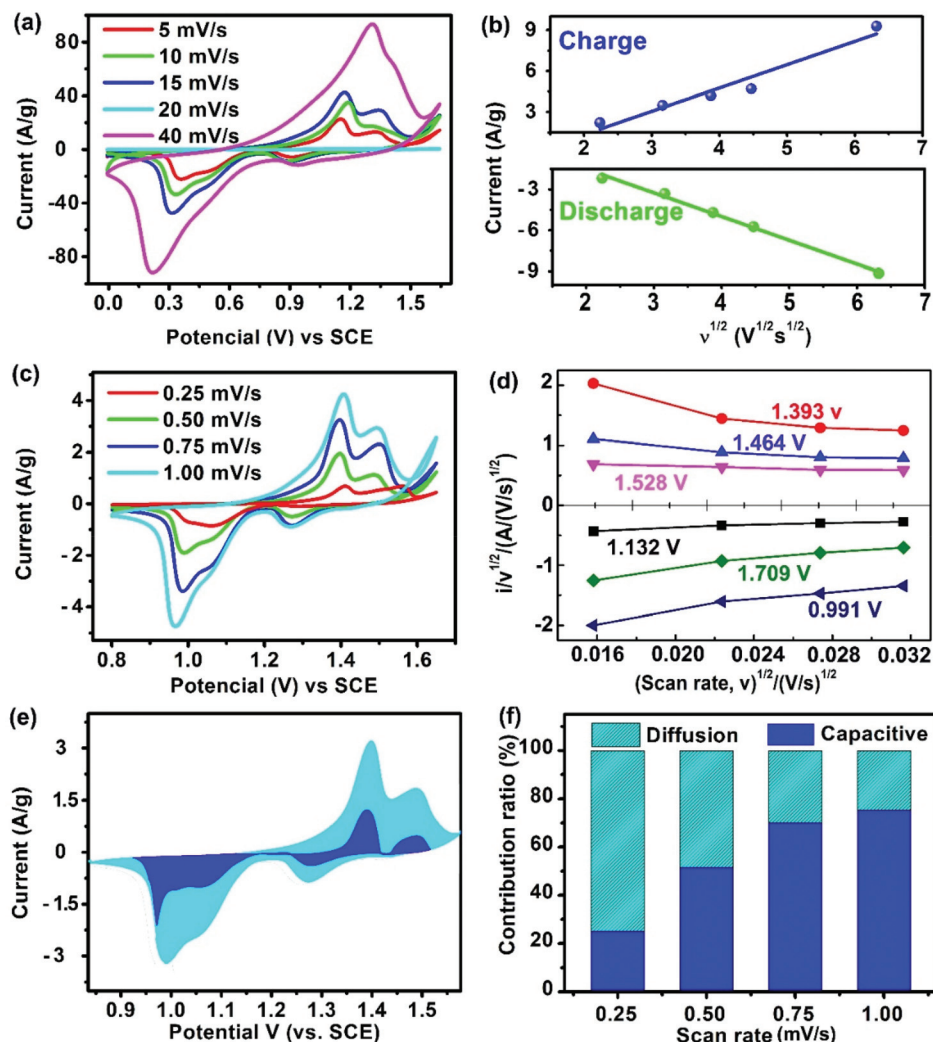 (a)
5 mV/s
10 mV/s
15 mV/s
20 mV/s
40 mV/s
80
40
0
-40
-80
Current (A/g)
0.0 0.3 0.6 0.9 1.2 1.5
Potencial (V) vs SCE
(b)
Charge
9
6
3
2 3 4 5 6 7
Current (A/g)
Discharge
-3
-6
-9
2 3 4 5 6 7
ν1/2 (V1/2s1/2)
(c)
0.25 mV/s
0.50 mV/s
0.75 mV/s
1.00 mV/s
4
2
0
-2
-4
Current (A/g)
0.8 1.0 1.2 1.4 1.6
Potencial (V) vs SCE
(d)
2
1
0
-1
-2
i/v1/2/(A/(V/s)1/2)
1.393 v
1.464 V
1.528 V
1.132 V
1.709 V
0.991 V
0.016 0.020 0.024 0.028 0.032
(Scan rate, v)1/2/(V/s)1/2
(e)
3
1.5
0
-1.5
-3
Current (A/g)
0.9 1.0 1.1 1.2 1.3 1.4 1.5
Potential V (vs. SCE)
(f)
Diffusion Capacitive
100
80
60
40
20
0
Contribution ratio (%)
0.25 0.50 0.75 1.00
Scan rate (mV/s)